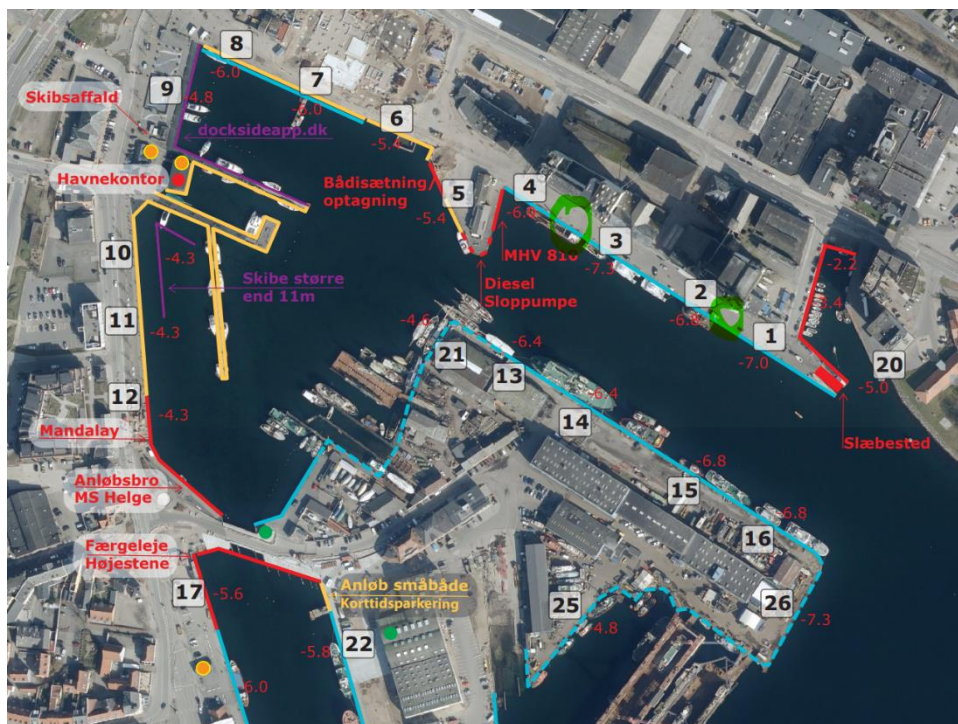 8
-6.0
7
-6.0
6
-5.4
9
-4.8
Skibsaffald
docksideapp.dk
Havnekontor
Bådisætning/
optagning
5
-5.4
4
3
-7.3
MHV 816
Diesel
Sloppumpe
2
-6.8
1
-7.0
-2.2
20
-5.0
Slæbested
10
-4.3
Skibe større
end 11m
11
-4.3
12
-4.3
Mandalay
Anløbsbro
MS Helge
-4.6
21
-6.4
13
-6.4
14
-6.8
15
-6.8
16
26
-7.3
25
4.8
Færgeleje
Højestene
17
-5.6
Anløb småbåde
Korttidsparkering
22
-5.8
-6.0